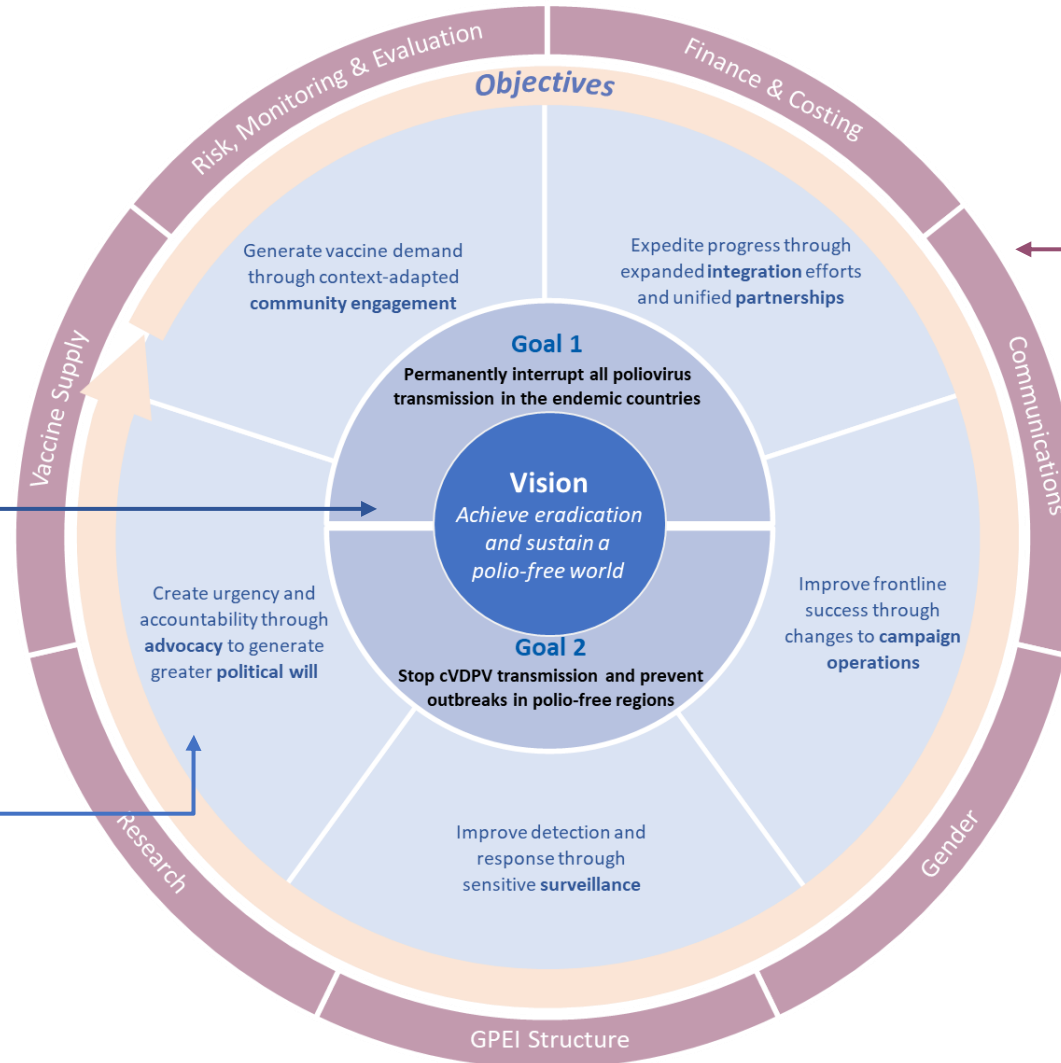 Risk, Monitoring & Evaluation
Finance & Costing
Objectives
Generate vaccine demand
through context-adapted
community engagement
Expedite progress through
expanded integration efforts
and unified partnerships
Vaccine Supply
Communications
Goal 1
Permanently interrupt all poliovirus
transmission in the endemic countries
Vision
Achieve eradication
and sustain a
polio-free world
Create urgency and
accountability through
advocacy to generate
greater political will
Improve frontline
success through
changes to campaign
operations
Goal 2
Stop cVDPV transmission and prevent
outbreaks in polio-free regions
Improve detection and
response through
sensitive surveillance
Research
Gender
GPEI Structure